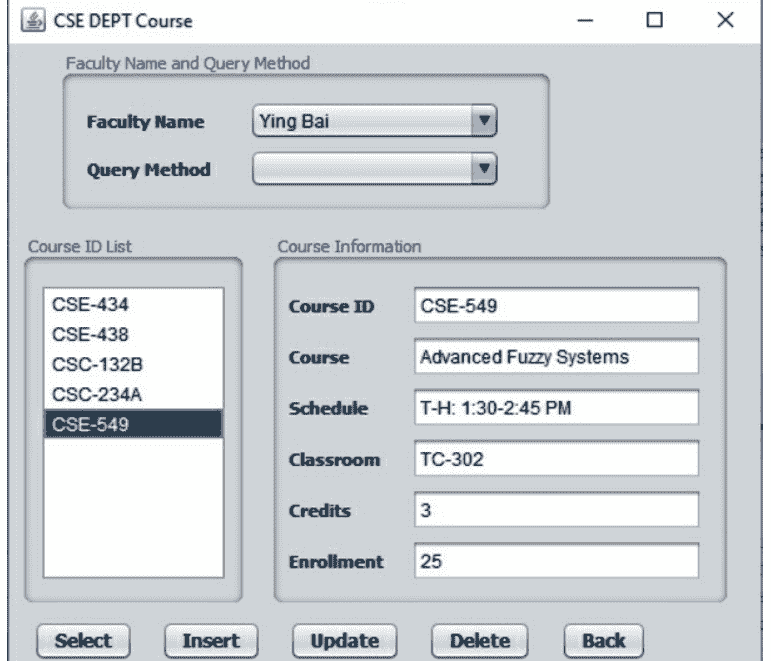 CSE DEPT Course
Faculty Name and Query Method
Faculty Name Ying Bai
Query Method
Course ID List
CSE-434
CSE-438
CSC-132B
CSC-234A
CSE-549
Course Information
Course ID CSE-549
Course Advanced Fuzzy Systems
Schedule T-H: 1:30-2:45 PM
Classroom TC-302
Credits 3
Enrollment 25
Select Insert Update Delete Back